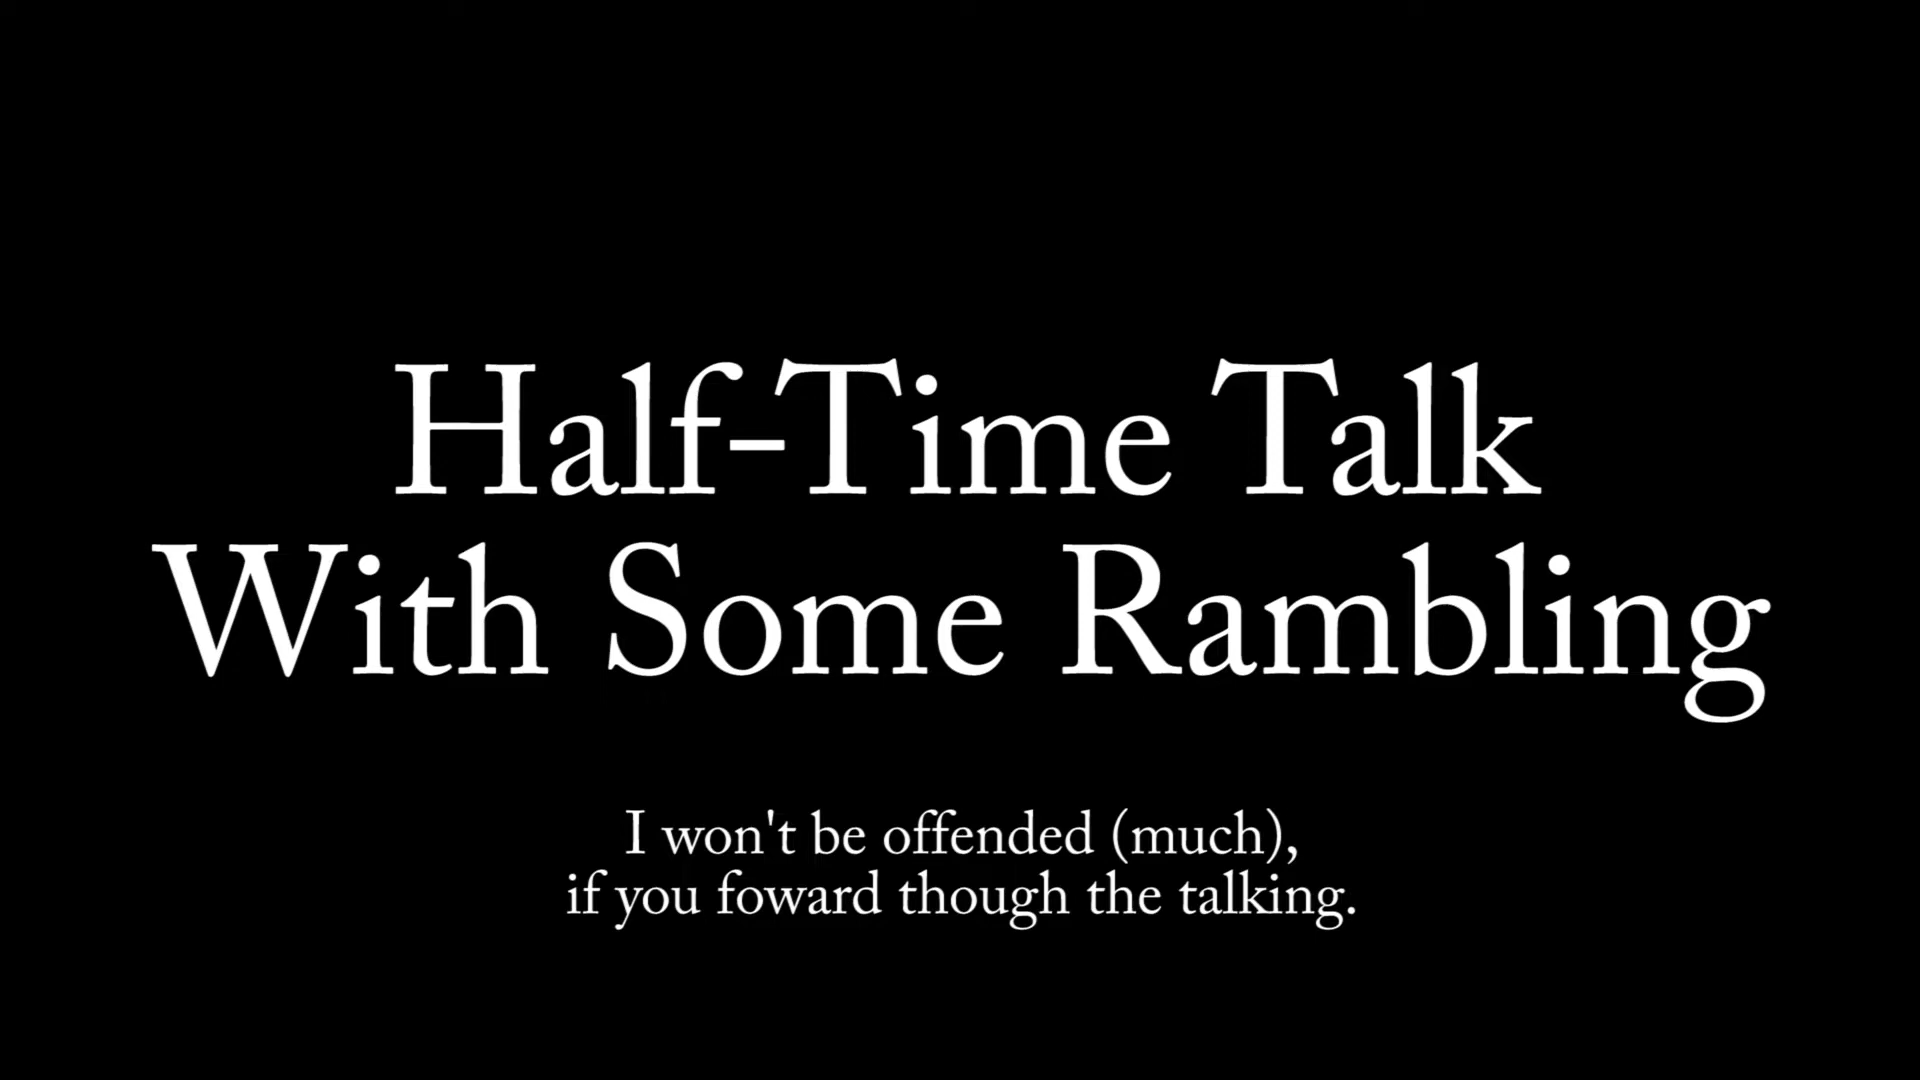 Half-Time Talk
With Some Rambling
I won't be offended (much),
if you foward though the talking.